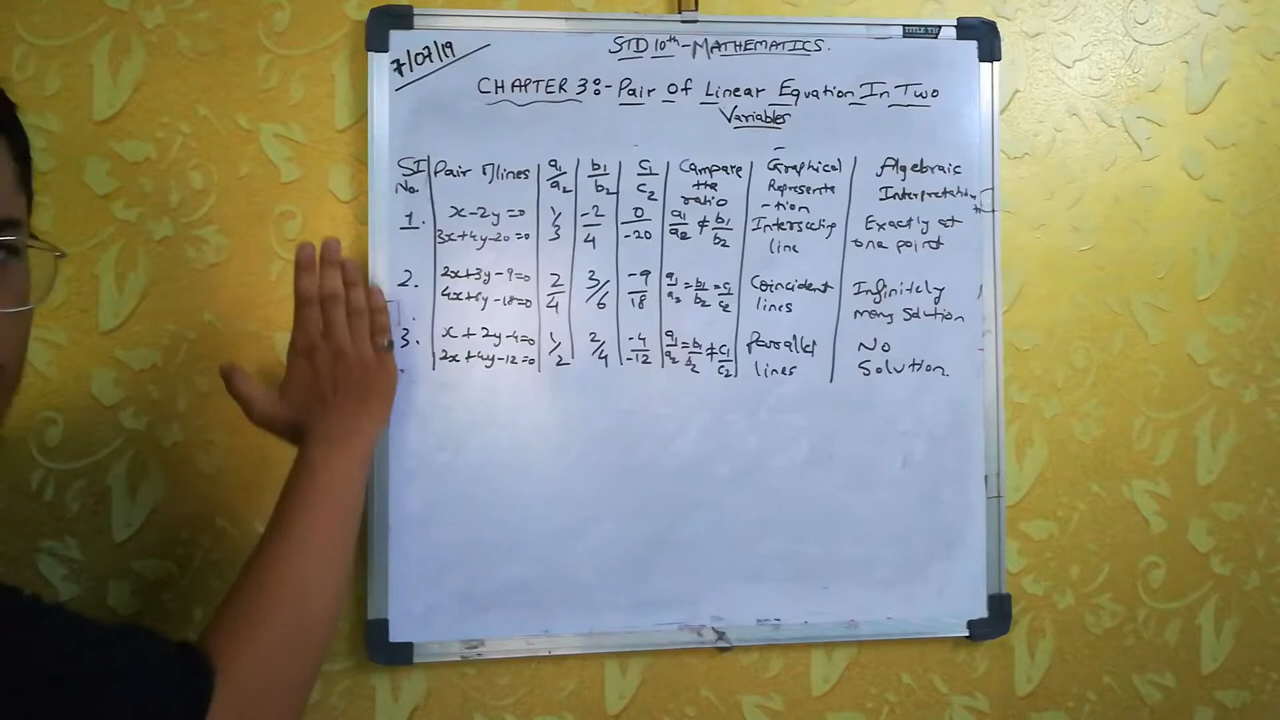 7/07/19
STD 10th-MATHEMATICS.
CHAPTER 3:- Pair Of Linear Equation In Two
Variables
SI No. | Pair of lines | a1/a2 | b1/b2 | c1/c2 | Campare the ratio | Graphical Represente-tion | Algebraic Interpretation
1. | x-2y=0 3x+4y-20=0 | 1/3 | -2/4 | 0/-20 | a1/a2 ≠ b1/b2 | Intersecting line | Exactly at one point
2. | 2x+3y-9=0 4x+6y-18=0 | 2/4 | 3/6 | -9/18 | a1/a2 = b1/b2 = c1/c2 | Coincident lines | Infinitely many Solution
3. | x+2y-4=0 2x+4y-12=0 | 1/2 | 2/4 | -4/-12 | a1/a2 = b1/b2 ≠ c1/c2 | Parallel lines | No Solution.